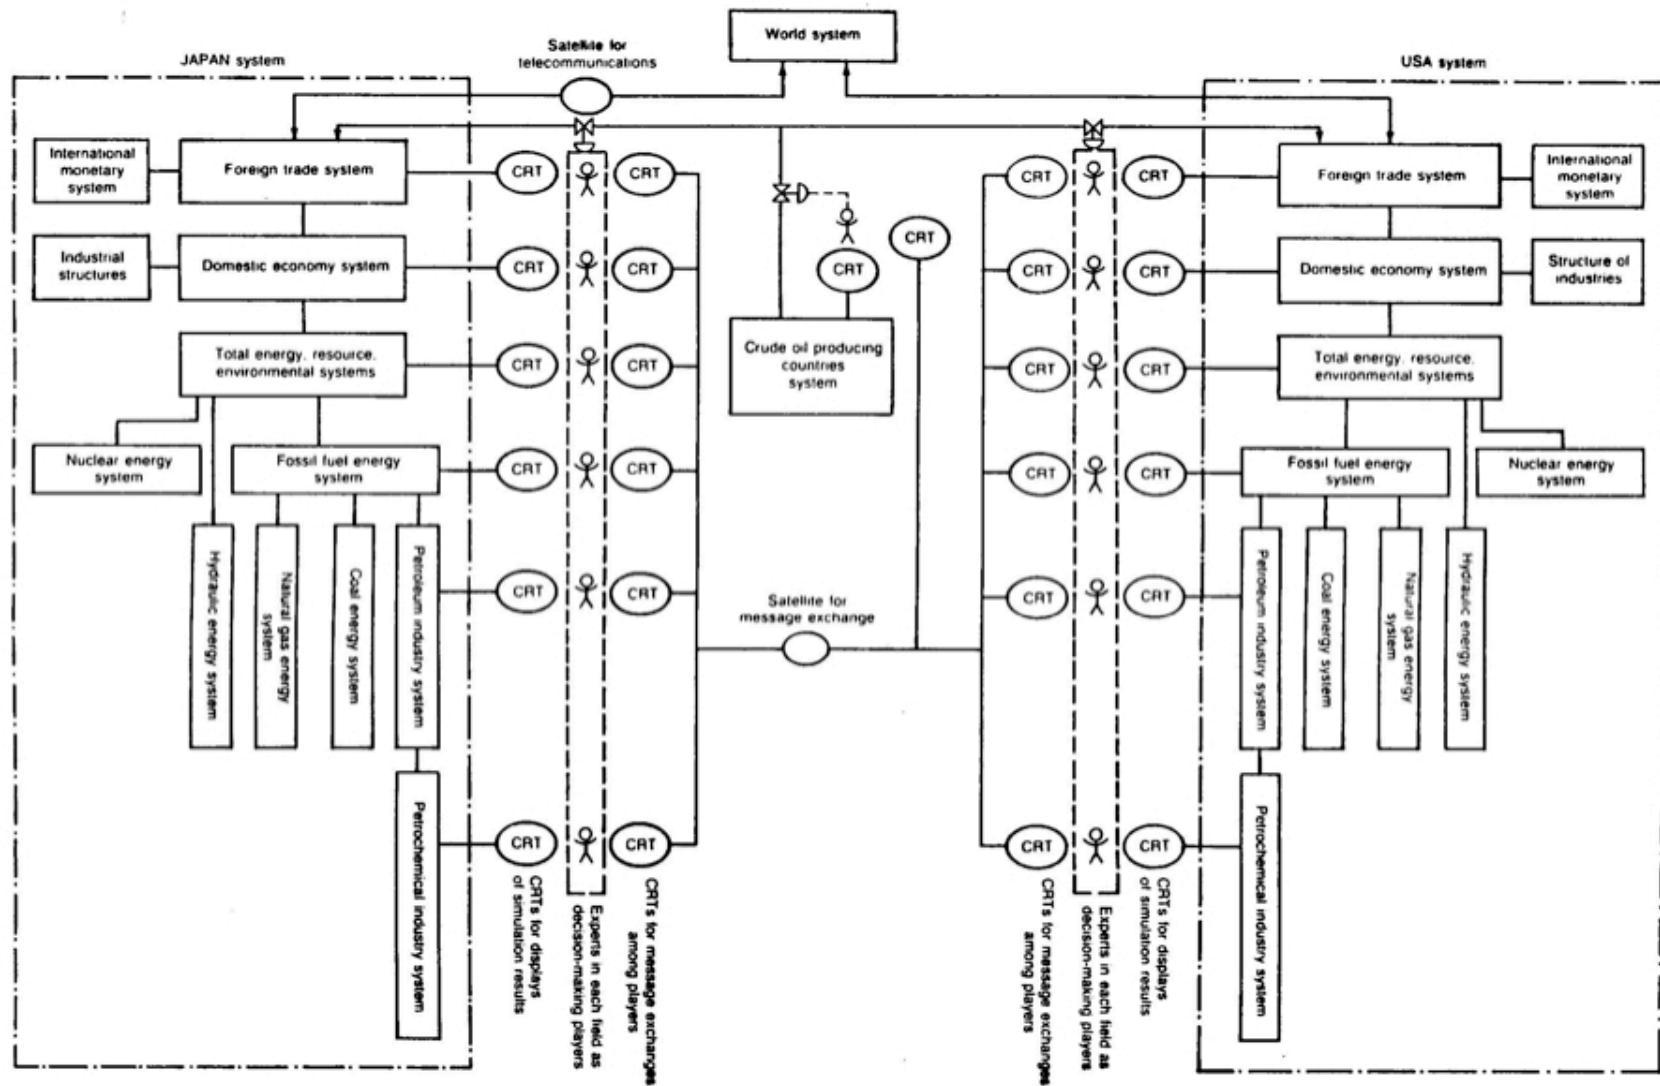 World system
Satellite for
telecommunications
JAPAN system
USA system
International
monetary
system
Foreign trade system
CRT
CRT
CRT
CRT
Foreign trade system
International
monetary
system
CRT
Industrial
structures
Domestic economy system
CRT
CRT
CRT
CRT
CRT
Domestic economy system
Structure of
industries
Total energy, resource,
environmental systems
CRT
CRT
Crude oil producing
countries
system
CRT
CRT
Total energy, resource,
environmental systems
Nuclear energy
system
Fossil fuel energy
system
CRT
CRT
CRT
CRT
Fossil fuel energy
system
Nuclear energy
system
Hydraulic energy system
Natural gas energy
system
Coal energy system
Petroleum industry system
CRT
CRT
Satellite for
message exchange
CRT
CRT
Petroleum industry system
Coal energy system
Natural gas energy
system
Hydraulic energy system
Petrochemical industry system
CRT
CRT
CRT
CRT
Petrochemical industry system
CRTs for displays
of simulation results
Experts in each field as
decision-making players
CRTs for message exchanges
among players
CRTs for message exchanges
among players
Experts in each field as
decision-making players
CRTs for displays
of simulation results